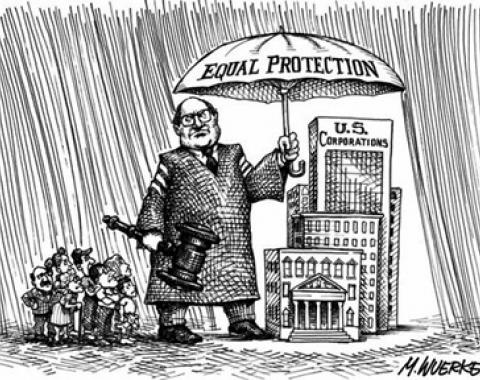 EQUAL PROTECTION
U.S.
CORPORATIONS
M.WUERKE